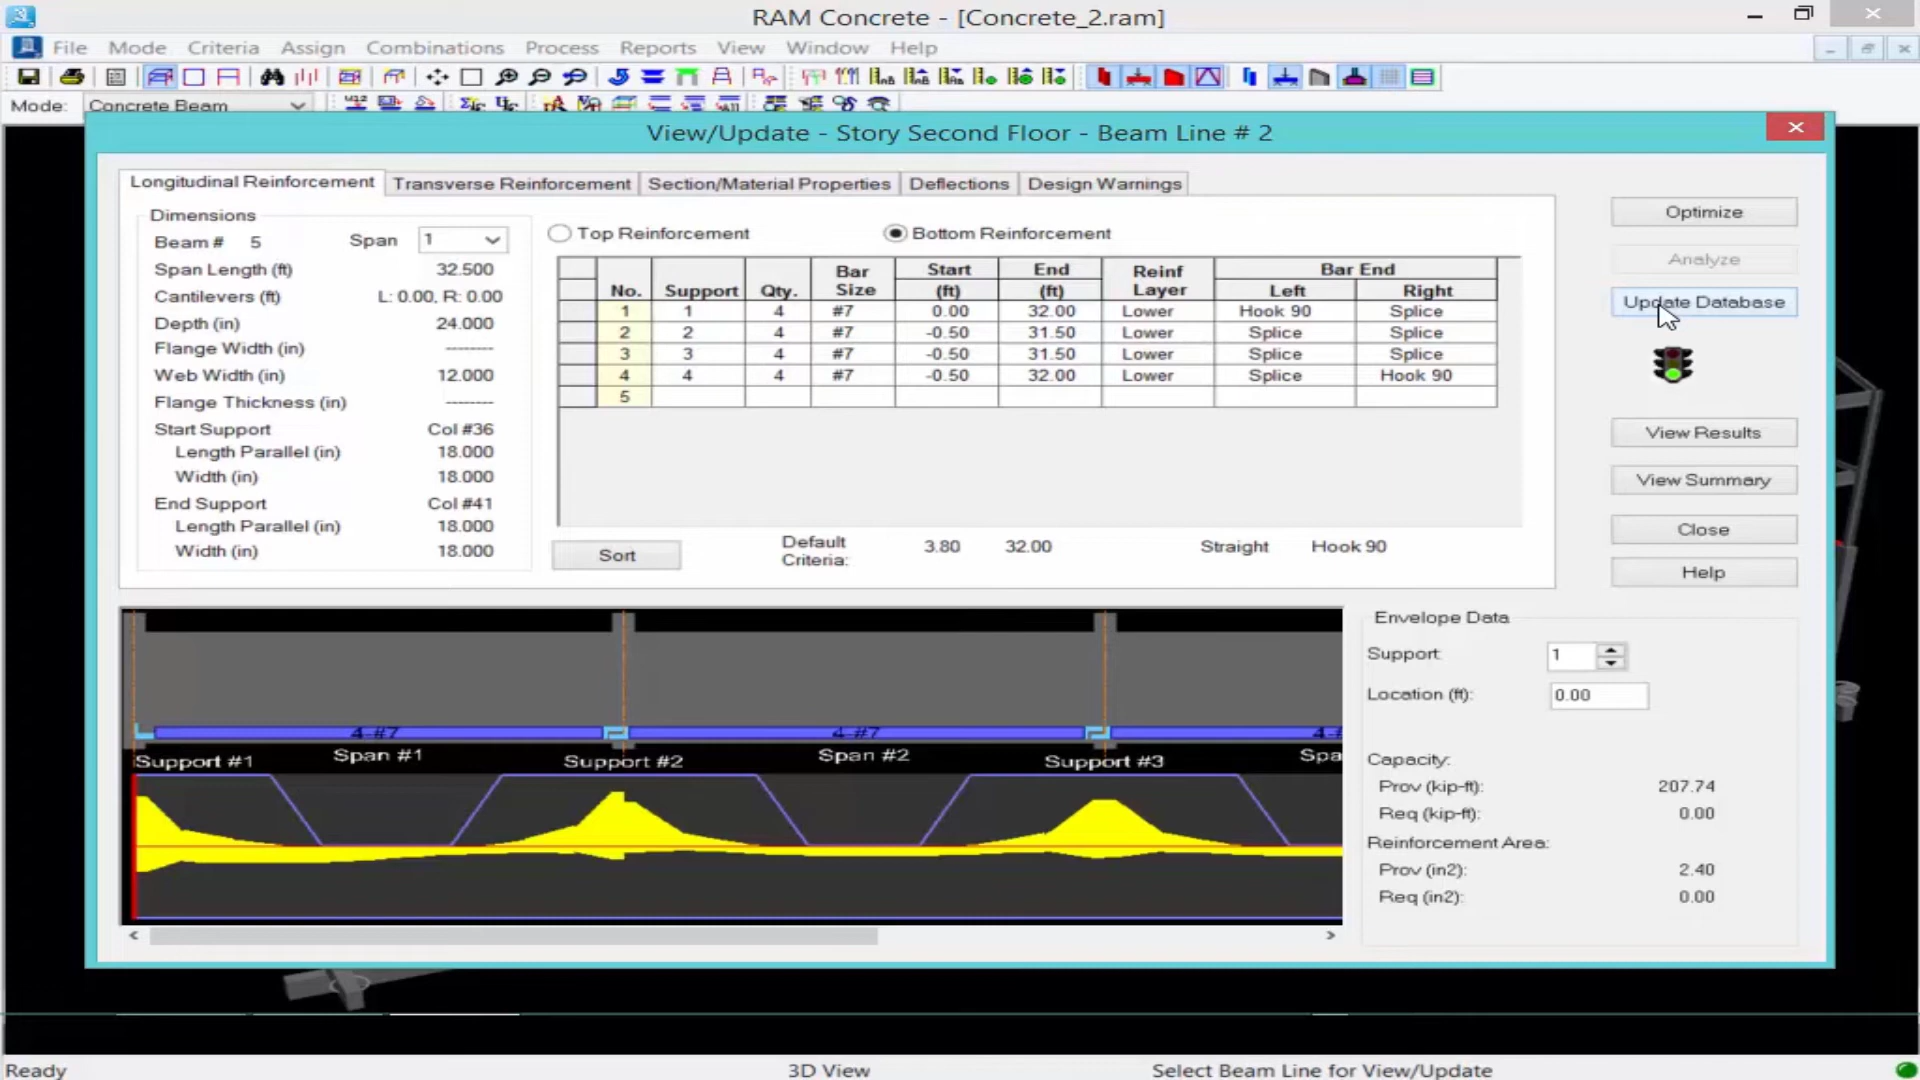 RAM Concrete - [Concrete_2.ram]
File Mode Criteria Assign Combinations Process Reports View Window Help
Mode: Concrete Beam
View/Update - Story Second Floor - Beam Line # 2
Longitudinal Reinforcement Transverse Reinforcement Section/Material Properties Deflections Design Warnings
Dimensions
Beam # 5 Span 1
Span Length (ft) 32.500
Cantilevers (ft) L: 0.00, R: 0.00
Depth (in) 24.000
Flange Width (in) --------
Web Width (in) 12.000
Flange Thickness (in) --------
Start Support Col #36
Length Parallel (in) 18.000
Width (in) 18.000
End Support Col #41
Length Parallel (in) 18.000
Width (in) 18.000
Top Reinforcement Bottom Reinforcement
No. Support Qty. Bar Size Start (ft) End (ft) Reinf Layer Bar End Left Right
1 1 4 #7 0.00 32.00 Lower Hook 90 Splice
2 2 4 #7 -0.50 31.50 Lower Splice Splice
3 3 4 #7 -0.50 31.50 Lower Splice Splice
4 4 4 #7 -0.50 32.00 Lower Splice Hook 90
5
Sort Default Criteria: 3.80 32.00 Straight Hook 90
Optimize
Analyze
Update Database
View Results
View Summary
Close
Help
4-#7 4-#7
Support #1 Span #1 Support #2 Span #2 Support #3 Spa
Envelope Data
Support: 1
Location (ft): 0.00
Capacity:
Prov (kip-ft): 207.74
Req (kip-ft): 0.00
Reinforcement Area:
Prov (in2): 2.40
Req (in2): 0.00
Ready 3D View Select Beam Line for View/Update